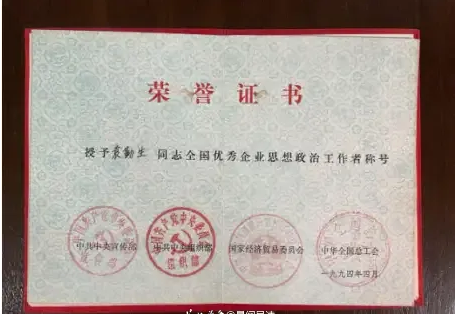 荣誉证书
授予袁勤生 同志全国优秀企业思想政治工作者称号
中共中央宣传部 中共中央组织部 国家经济贸易委员会 中华全国总工会
一九九四年四月